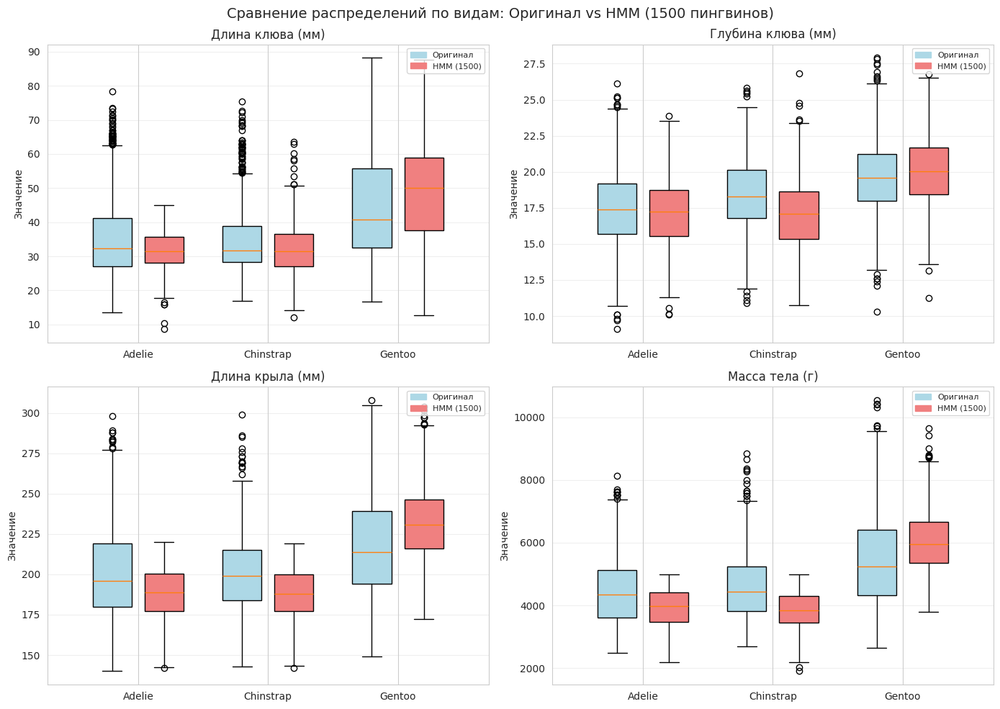 Сравнение распределений по видам: Оригинал vs HMM (1500 пингвинов)
Длина клюва (мм)
Значение
90
80
70
60
50
40
30
20
10
Оригинал
HMM (1500)
Adelie Chinstrap Gentoo
Глубина клюва (мм)
Значение
27.5
25.0
22.5
20.0
17.5
15.0
12.5
10.0
Оригинал
HMM (1500)
Adelie Chinstrap Gentoo
Длина крыла (мм)
Значение
300
275
250
225
200
175
150
Оригинал
HMM (1500)
Adelie Chinstrap Gentoo
Масса тела (г)
Значение
10000
8000
6000
4000
2000
Оригинал
HMM (1500)
Adelie Chinstrap Gentoo